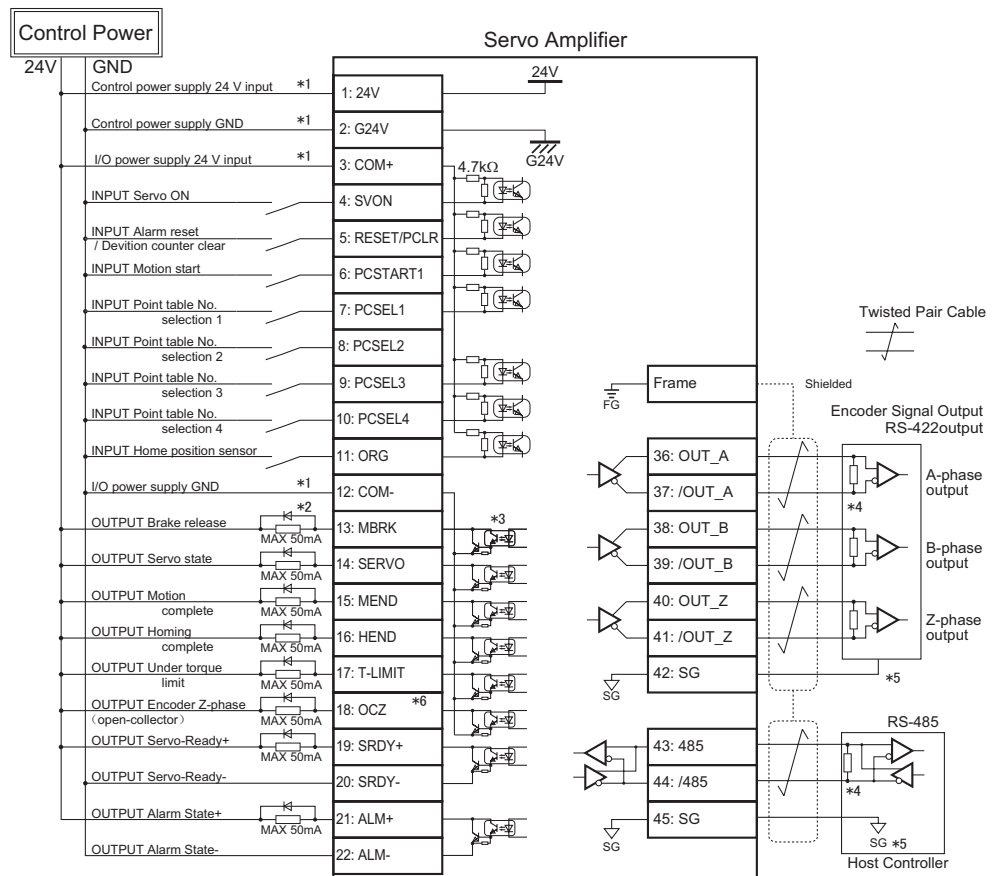 Control Power
Servo Amplifier
24V GND
24V
Control power supply 24 V input *1
1: 24V
Control power supply GND *1
2: G24V
G24V
I/O power supply 24 V input *1
3: COM+
4.7kΩ
INPUT Servo ON
4: SVON
INPUT Alarm reset
/ Devition counter clear
5: RESET/PCLR
INPUT Motion start
6: PCSTART1
INPUT Point table No.
selection 1
7: PCSEL1
INPUT Point table No.
selection 2
8: PCSEL2
INPUT Point table No.
selection 3
9: PCSEL3
INPUT Point table No.
selection 4
10: PCSEL4
INPUT Home position sensor
11: ORG
I/O power supply GND *1
12: COM-
*2
OUTPUT Brake release
MAX 50mA
13: MBRK
*3
OUTPUT Servo state
MAX 50mA
14: SERVO
OUTPUT Motion
complete
MAX 50mA
15: MEND
OUTPUT Homing
complete
MAX 50mA
16: HEND
OUTPUT Under torque
limit
MAX 50mA
17: T-LIMIT
OUTPUT Encoder Z-phase
(open-collector)
MAX 50mA
18: OCZ *6
OUTPUT Servo-Ready+
MAX 50mA
19: SRDY+
OUTPUT Servo-Ready-
20: SRDY-
OUTPUT Alarm State+
MAX 50mA
21: ALM+
OUTPUT Alarm State-
22: ALM-
Twisted Pair Cable
Frame
FG
Shielded
Encoder Signal Output
RS-422output
36: OUT_A
37: /OUT_A
*4
A-phase
output
38: OUT_B
39: /OUT_B
B-phase
output
40: OUT_Z
41: /OUT_Z
Z-phase
output
42: SG
SG
*5
RS-485
43: 485
44: /485
*4
45: SG
SG
SG *5
Host Controller